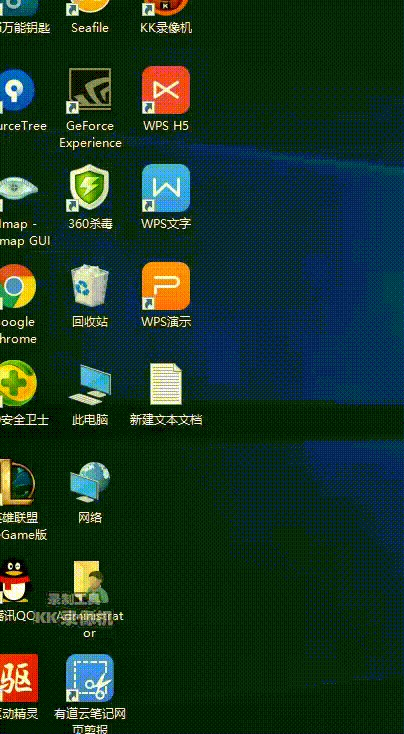 万能钥匙
Seafile
KK录像机
urceTree
GeForce
Experience
WPS H5
map -
map GUI
360杀毒
W
WPS文字
oogle
hrome
回收站
P
WPS演示
安全卫士
此电脑
新建文本文档
L
雄联盟
Game版
网络
讯QQ
录制工具
KK录像机
Administrat
or
驱
动精灵
有道云笔记网
页剪报